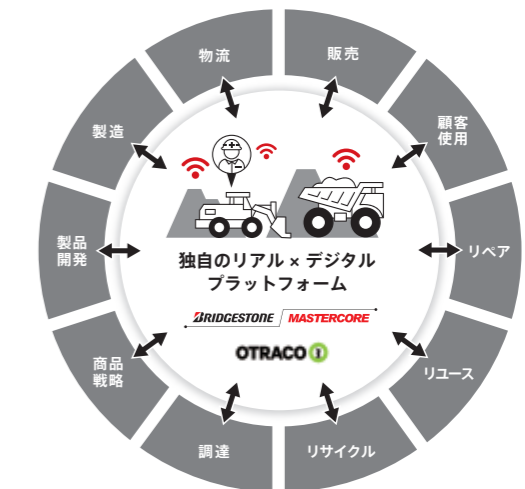 物流
販売
製造
顧客
使用
製品
開発
リペア
独自のリアル × デジタル
プラットフォーム
BRIDGESTONE MASTERCORE
OTRACO
商品
戦略
リユース
調達
リサイクル